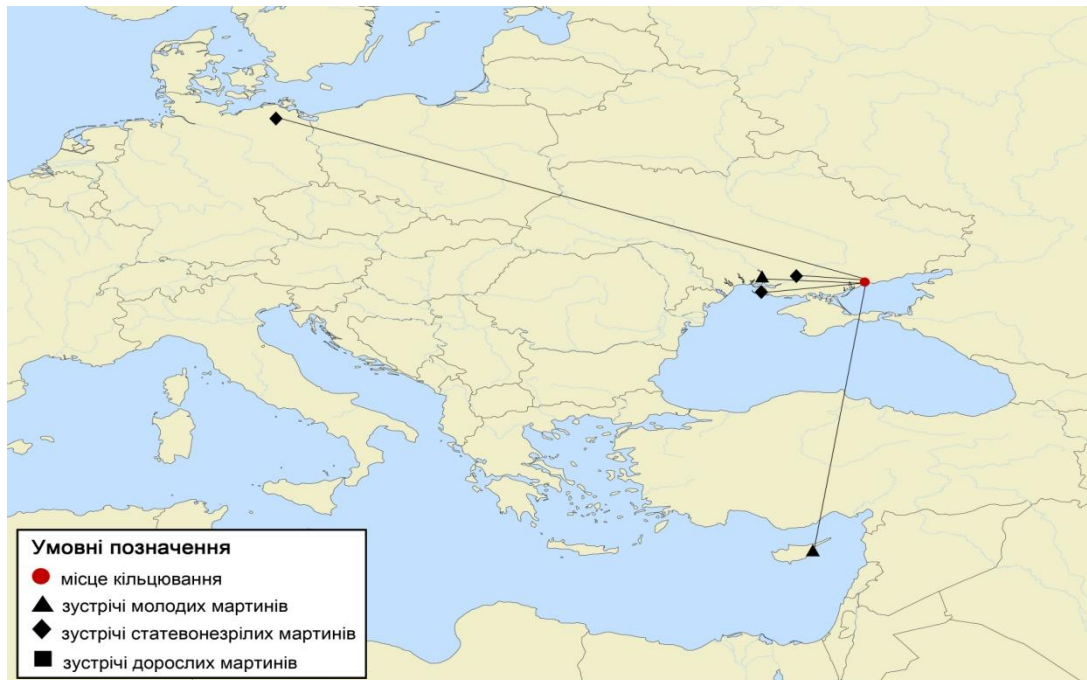 Умовні позначення
місце кільцювання
зустрічі молодих мартинів
зустрічі статевонезрілих мартинів
зустрічі дорослих мартинів